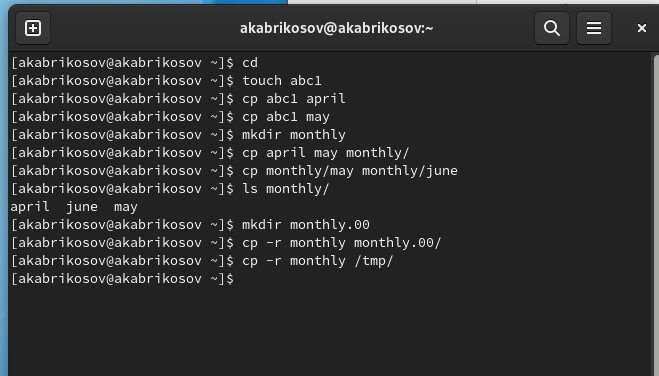 akabrikosov@akabrikosov:~
[akabrikosov@akabrikosov ~]$ cd
[akabrikosov@akabrikosov ~]$ touch abc1
[akabrikosov@akabrikosov ~]$ cp abc1 april
[akabrikosov@akabrikosov ~]$ cp abc1 may
[akabrikosov@akabrikosov ~]$ mkdir monthly
[akabrikosov@akabrikosov ~]$ cp april may monthly/
[akabrikosov@akabrikosov ~]$ cp monthly/may monthly/june
[akabrikosov@akabrikosov ~]$ ls monthly/
april  june  may
[akabrikosov@akabrikosov ~]$ mkdir monthly.00
[akabrikosov@akabrikosov ~]$ cp -r monthly monthly.00/
[akabrikosov@akabrikosov ~]$ cp -r monthly /tmp/
[akabrikosov@akabrikosov ~]$